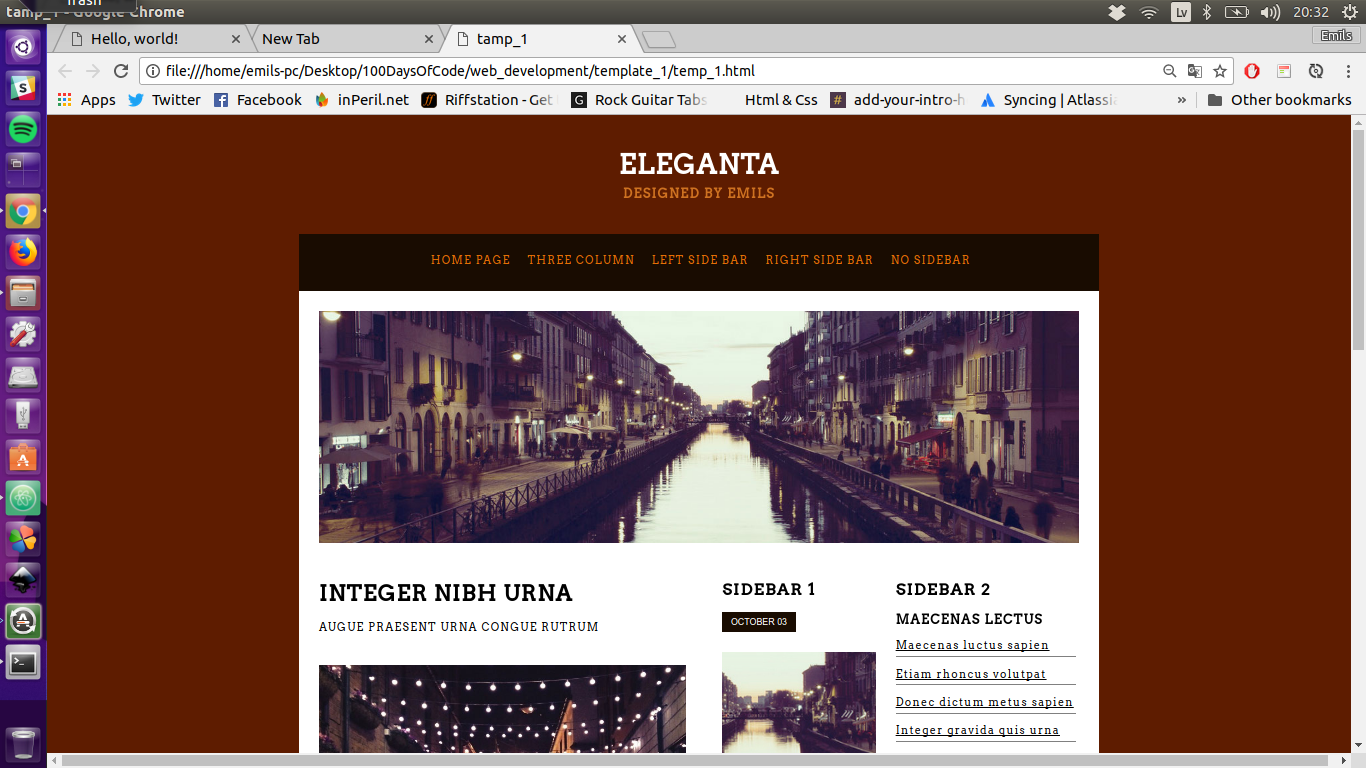 Trash
tamp_1 - Google Chrome
Lv
20:32
Hello, world!
New Tab
tamp_1
Emils
file:///home/emils-pc/Desktop/100DaysOfCode/web_development/template_1/temp_1.html
Apps
Twitter
Facebook
inPeril.net
Riffstation - Get
Rock Guitar Tabs
Html & Css
add-your-intro-h
Syncing | Atlassia
»
Other bookmarks
ELEGANTA
DESIGNED BY EMILS
HOME PAGE THREE COLUMN LEFT SIDE BAR RIGHT SIDE BAR NO SIDEBAR
INTEGER NIBH URNA
AUGUE PRAESENT URNA CONGUE RUTRUM
SIDEBAR 1
OCTOBER 03
SIDEBAR 2
MAECENAS LECTUS
Maecenas luctus sapien
Etiam rhoncus volutpat
Donec dictum metus sapien
Integer gravida quis urna